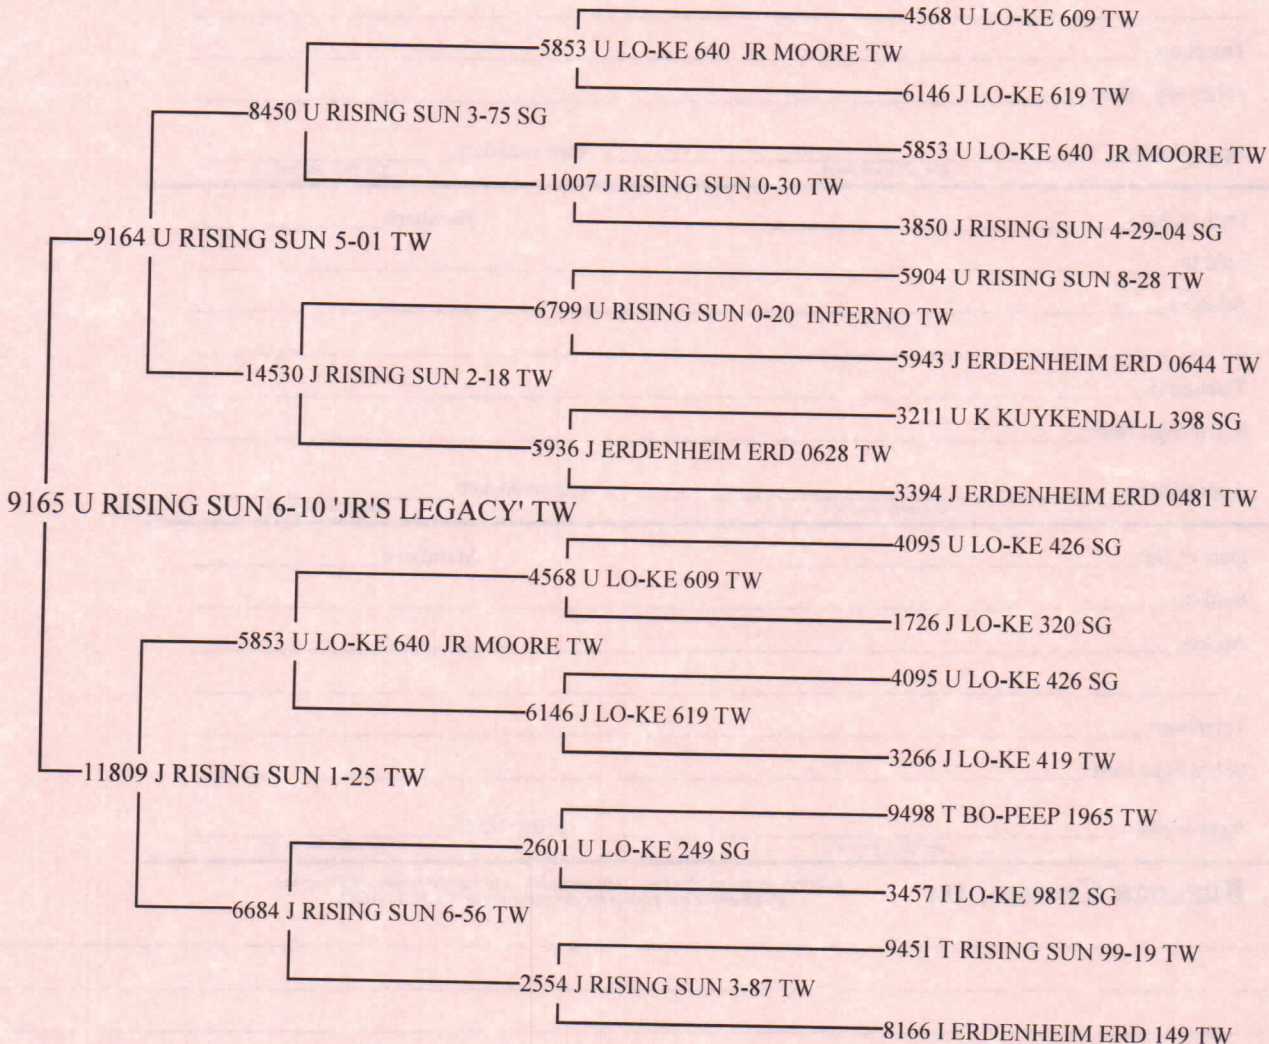 4568 U LO-KE 609 TW
5853 U LO-KE 640 JR MOORE TW
6146 J LO-KE 619 TW
8450 U RISING SUN 3-75 SG
5853 U LO-KE 640 JR MOORE TW
11007 J RISING SUN 0-30 TW
3850 J RISING SUN 4-29-04 SG
9164 U RISING SUN 5-01 TW
5904 U RISING SUN 8-28 TW
6799 U RISING SUN 0-20 INFERNO TW
5943 J ERDENHEIM ERD 0644 TW
14530 J RISING SUN 2-18 TW
3211 U K KUYKENDALL 398 SG
5936 J ERDENHEIM ERD 0628 TW
3394 J ERDENHEIM ERD 0481 TW
9165 U RISING SUN 6-10 'JR'S LEGACY' TW
4095 U LO-KE 426 SG
4568 U LO-KE 609 TW
1726 J LO-KE 320 SG
5853 U LO-KE 640 JR MOORE TW
4095 U LO-KE 426 SG
6146 J LO-KE 619 TW
3266 J LO-KE 419 TW
11809 J RISING SUN 1-25 TW
9498 T BO-PEEP 1965 TW
2601 U LO-KE 249 SG
3457 I LO-KE 9812 SG
6684 J RISING SUN 6-56 TW
9451 T RISING SUN 99-19 TW
2554 J RISING SUN 3-87 TW
8166 I ERDENHEIM ERD 149 TW